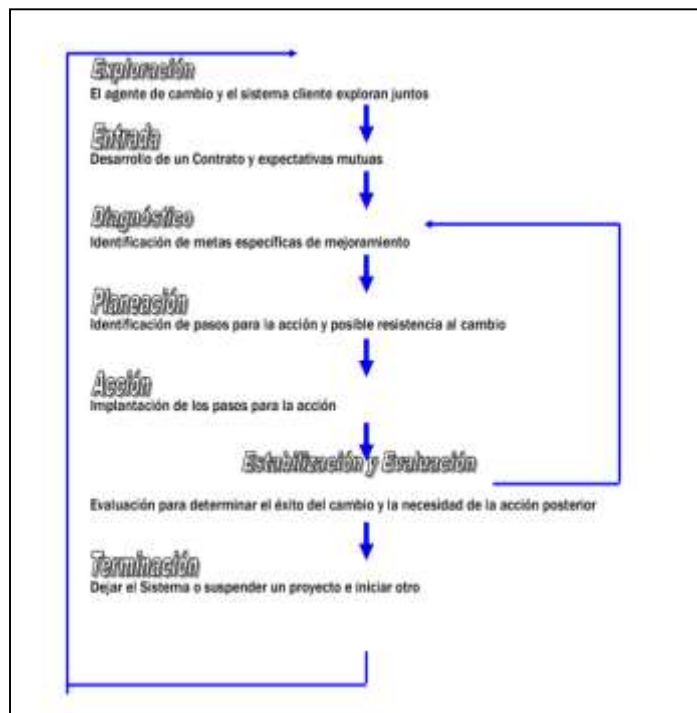 Exploración
El agente de cambio y el sistema cliente exploran juntos
Entrada
Desarrollo de un Contrato y expectativas mutuas
Diagnóstico
Identificación de metas específicas de mejoramiento
Planeación
Identificación de pasos para la acción y posible resistencia al cambio
Acción
Implantación de los pasos para la acción
Estabilización y Evaluación
Evaluación para determinar el éxito del cambio y la necesidad de la acción posterior
Terminación
Dejar el Sistema o suspender un proyecto e iniciar otro